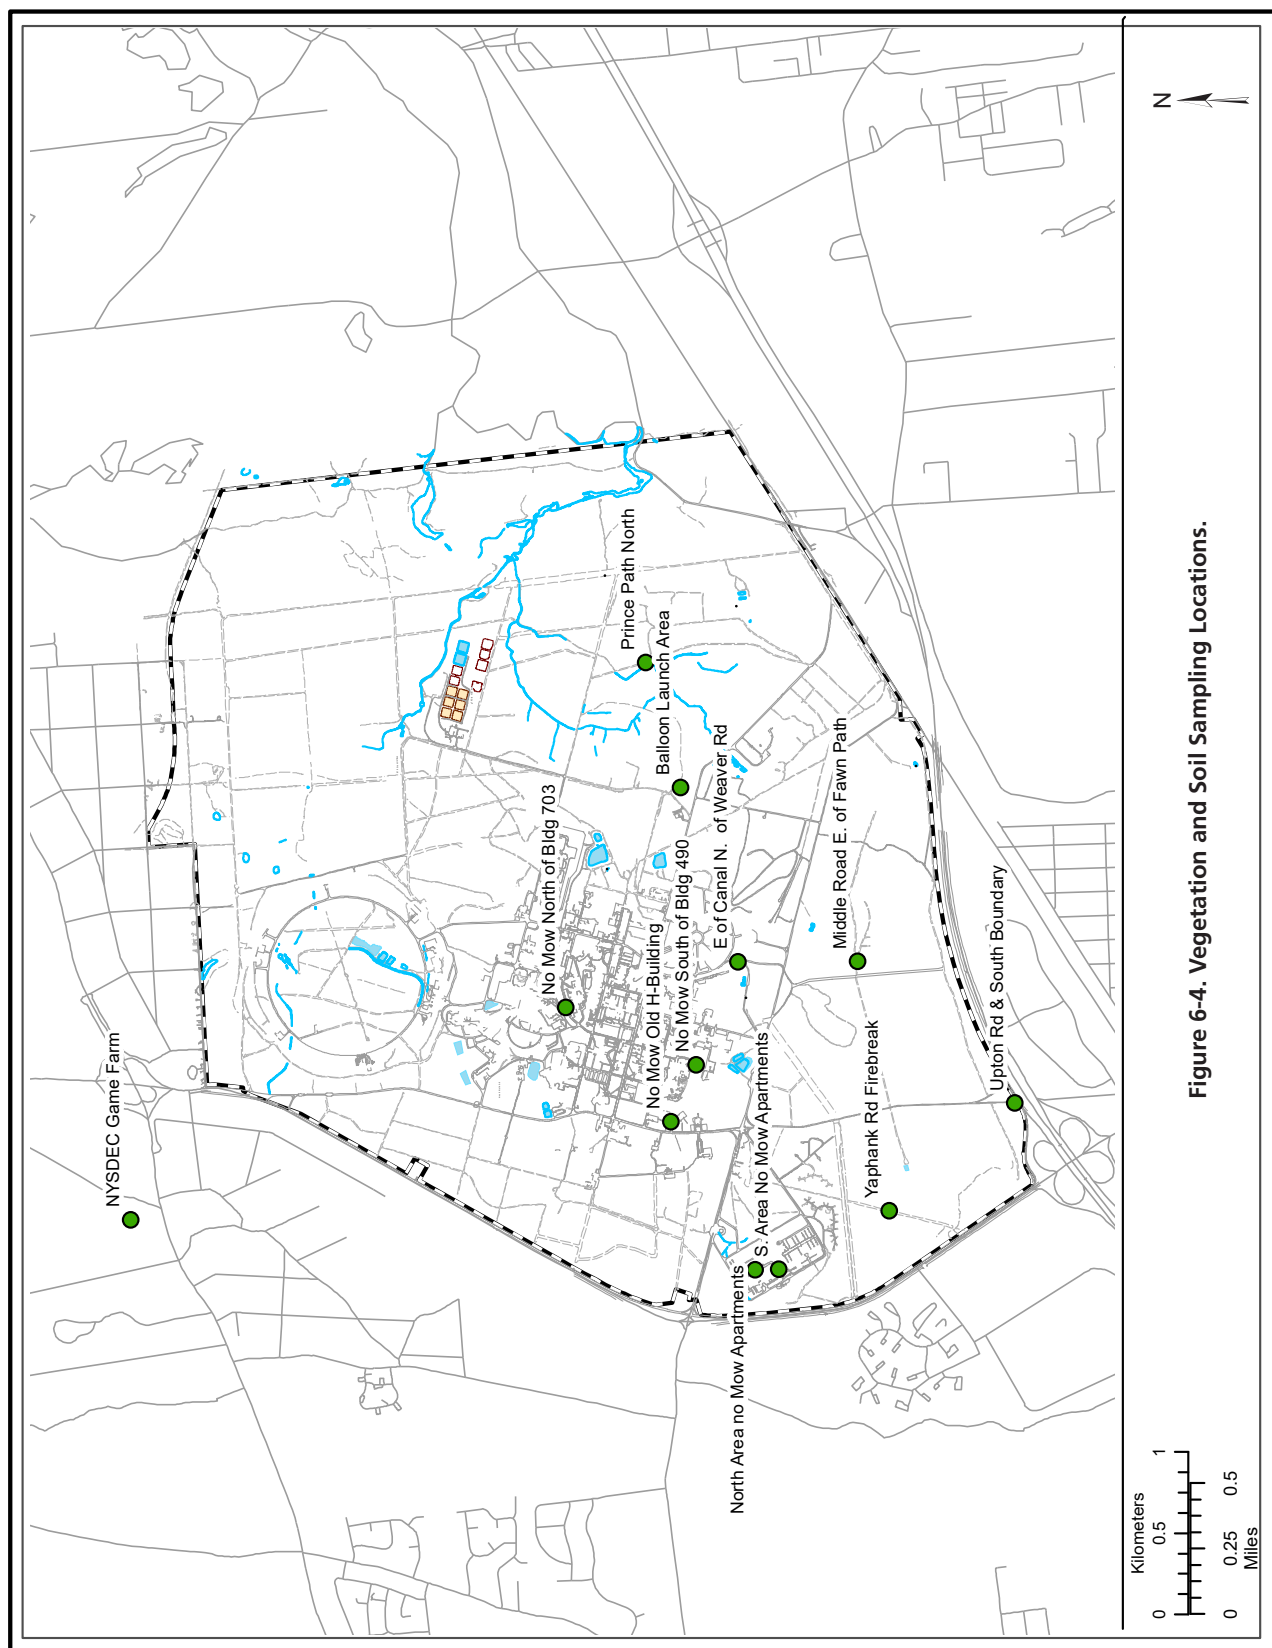 NYSDEC Game Farm
No Mow North of Bldg 703
Prince Path North
No Mow Old H-Building
Balloon Launch Area
No Mow South of Bldg 490
E of Canal N. of Weaver Rd
North Area no Mow Apartments
S. Area No Mow Apartments
Middle Road E. of Fawn Path
Yaphank Rd Firebreak
Upton Rd & South Boundary
N
Kilometers
0 0.5 1
0 0.25 0.5
Miles
Figure 6-4. Vegetation and Soil Sampling Locations.